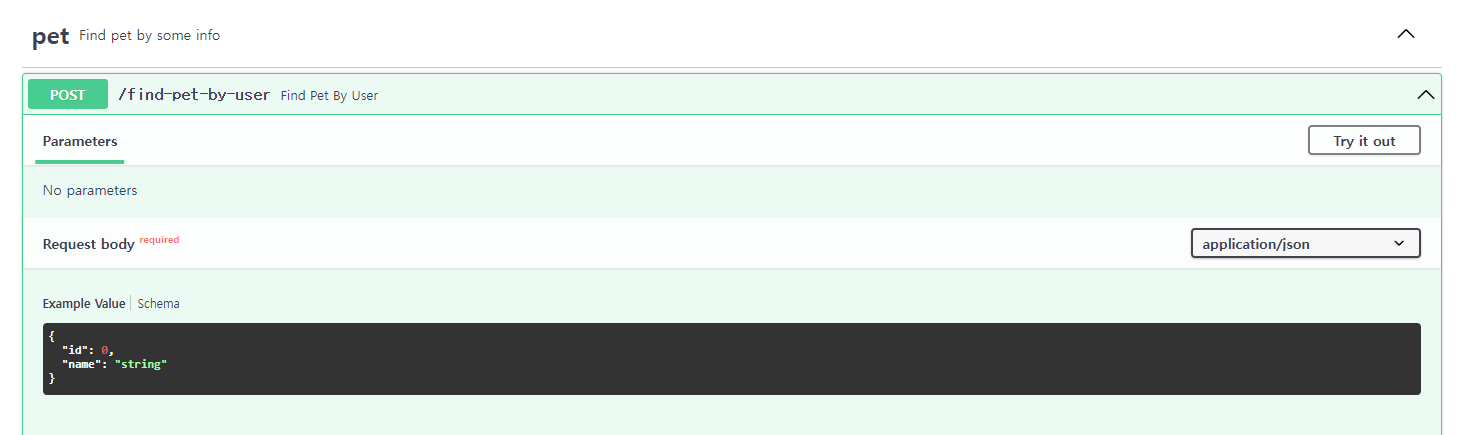 pet Find pet by some info
POST /find-pet-by-user Find Pet By User
Parameters Try it out
No parameters
Request body required application/json
Example Value Schema
{
"id": 0,
"name": "string"
}